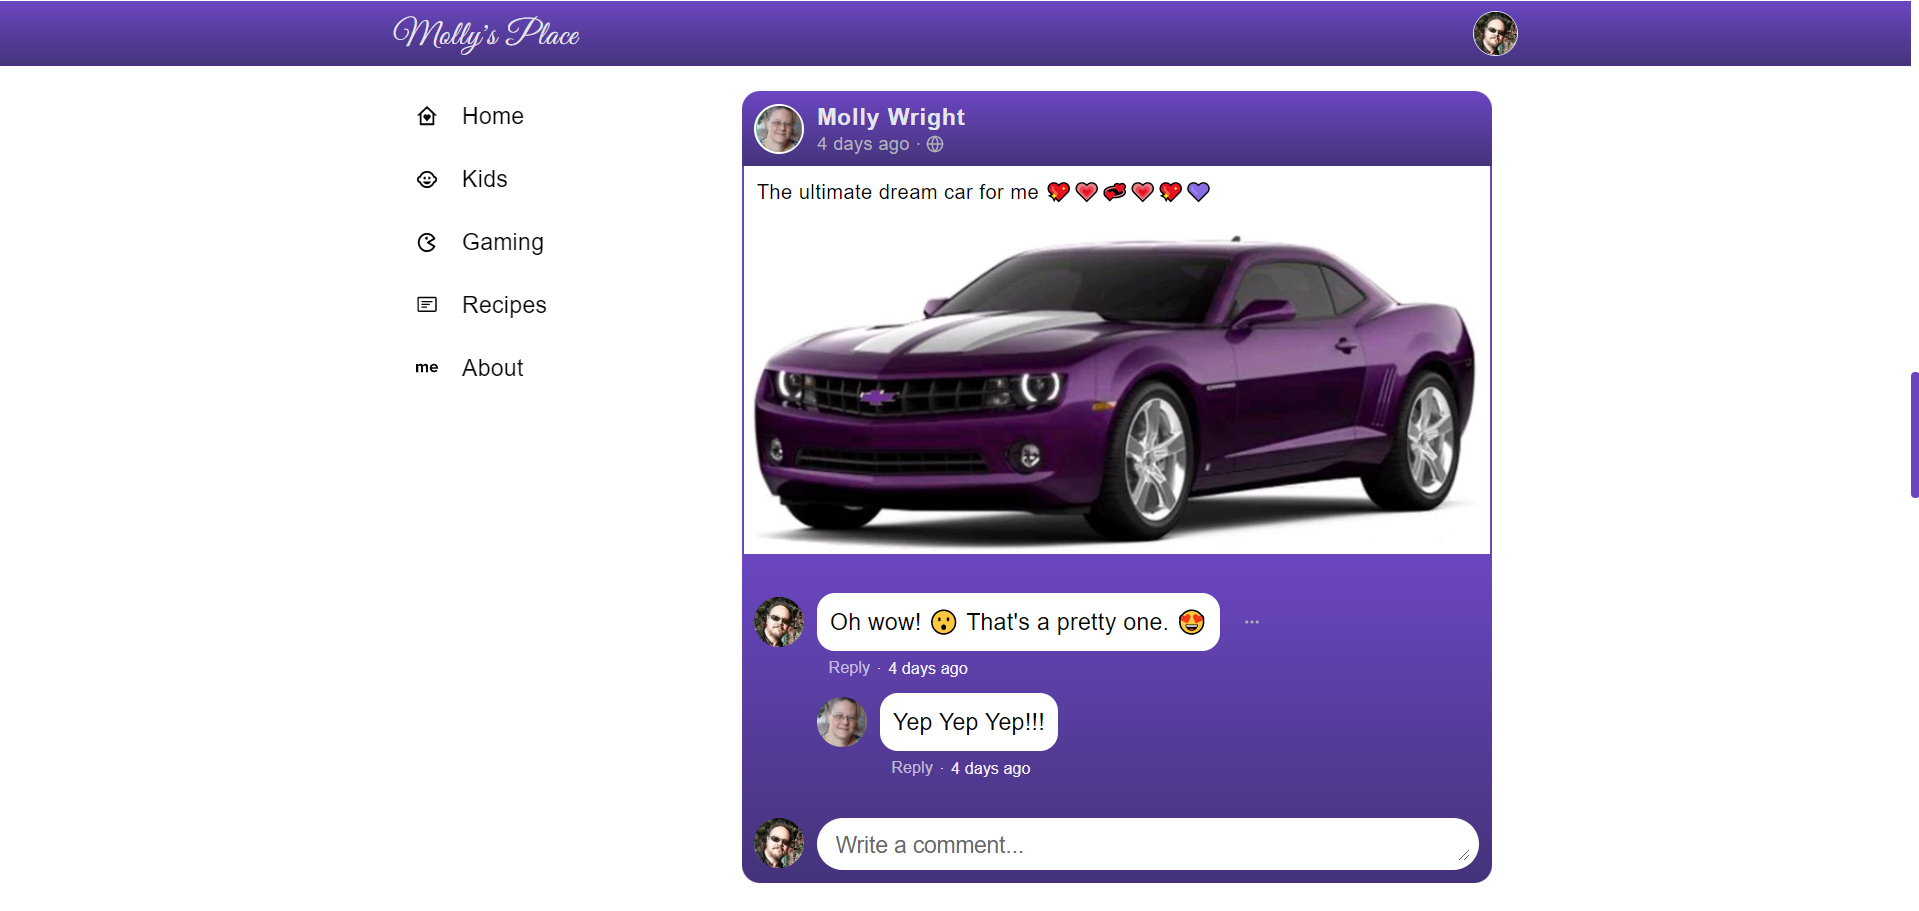 Molly's Place
Home
Kids
Gaming
Recipes
me
About
Molly Wright
4 days ago ·
The ultimate dream car for me 💖💗💞💗💖💜
Oh wow! 😮 That's a pretty one. 😍
...
Reply · 4 days ago
Yep Yep Yep!!!
Reply · 4 days ago
Write a comment...